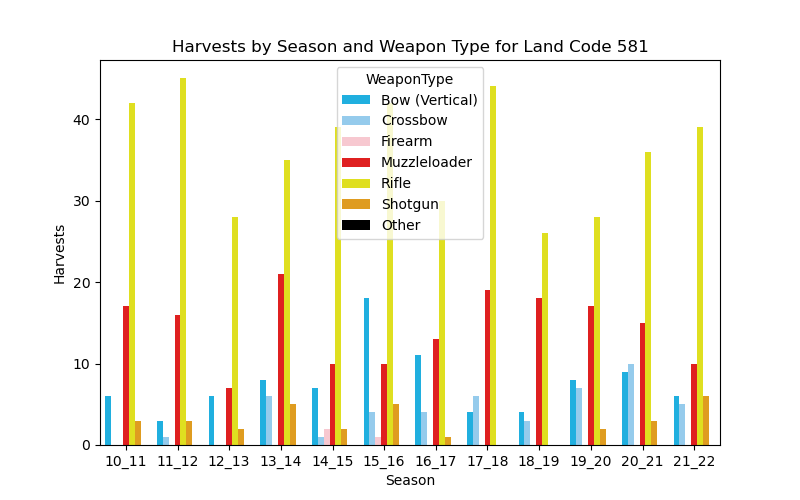 Harvests by Season and Weapon Type for Land Code 581
WeaponType
Bow (Vertical)
Crossbow
Firearm
Muzzleloader
Rifle
Shotgun
Other
Harvests
40
30
20
10
0
10_11 11_12 12_13 13_14 14_15 15_16 16_17 17_18 18_19 19_20 20_21 21_22
Season